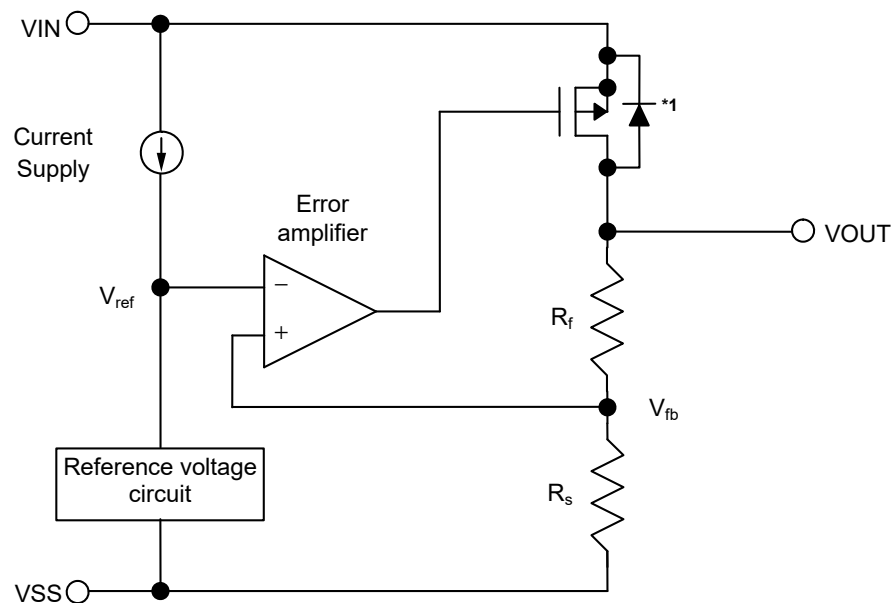 VIN
*1
Current
Supply
Error
amplifier
VOUT
Vref
−
+
Rf
Vfb
Reference voltage
circuit
Rs
VSS